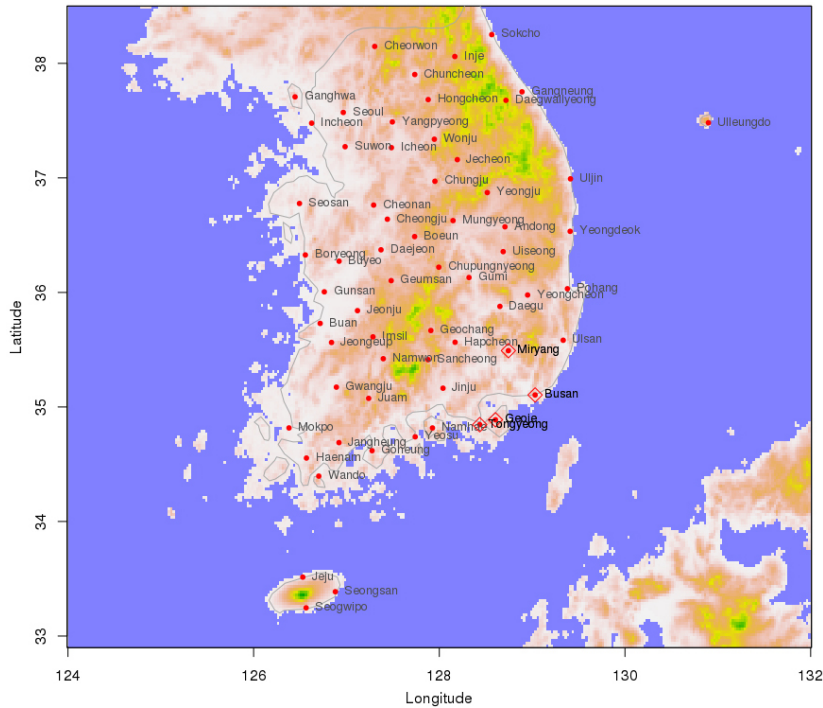 Sokcho
Cheorwon
Inje
Chuncheon
Ganghwa
Hongcheon
Gangneung
Daegwallyeong
Seoul
Incheon
Yangpyeong
Ulleungdo
Wonju
Suwon
Icheon
Jecheon
Chungju
Yeongju
Uljin
Seosan
Cheonan
Cheongju
Mungyeong
Andong
Yeongdeok
Boeun
Boryeong
Buyeo
Daejeon
Uiseong
Chupungnyeong
Geumsan
Gumi
Gunsan
Yeongcheon
Pohang
Jeonju
Daegu
Buan
Imsil
Geochang
Jeongeup
Hapcheon
Ulsan
Namwon
Sancheong
Miryang
Gwangju
Jinju
Juam
Busan
Mokpo
Namhae
Geoje
Tongyeong
Jangheung
Yeosu
Goheung
Haenam
Wando
Jeju
Seongsan
Seogwipo
38
37
36
35
34
33
Latitude
124
126
128
130
132
Longitude